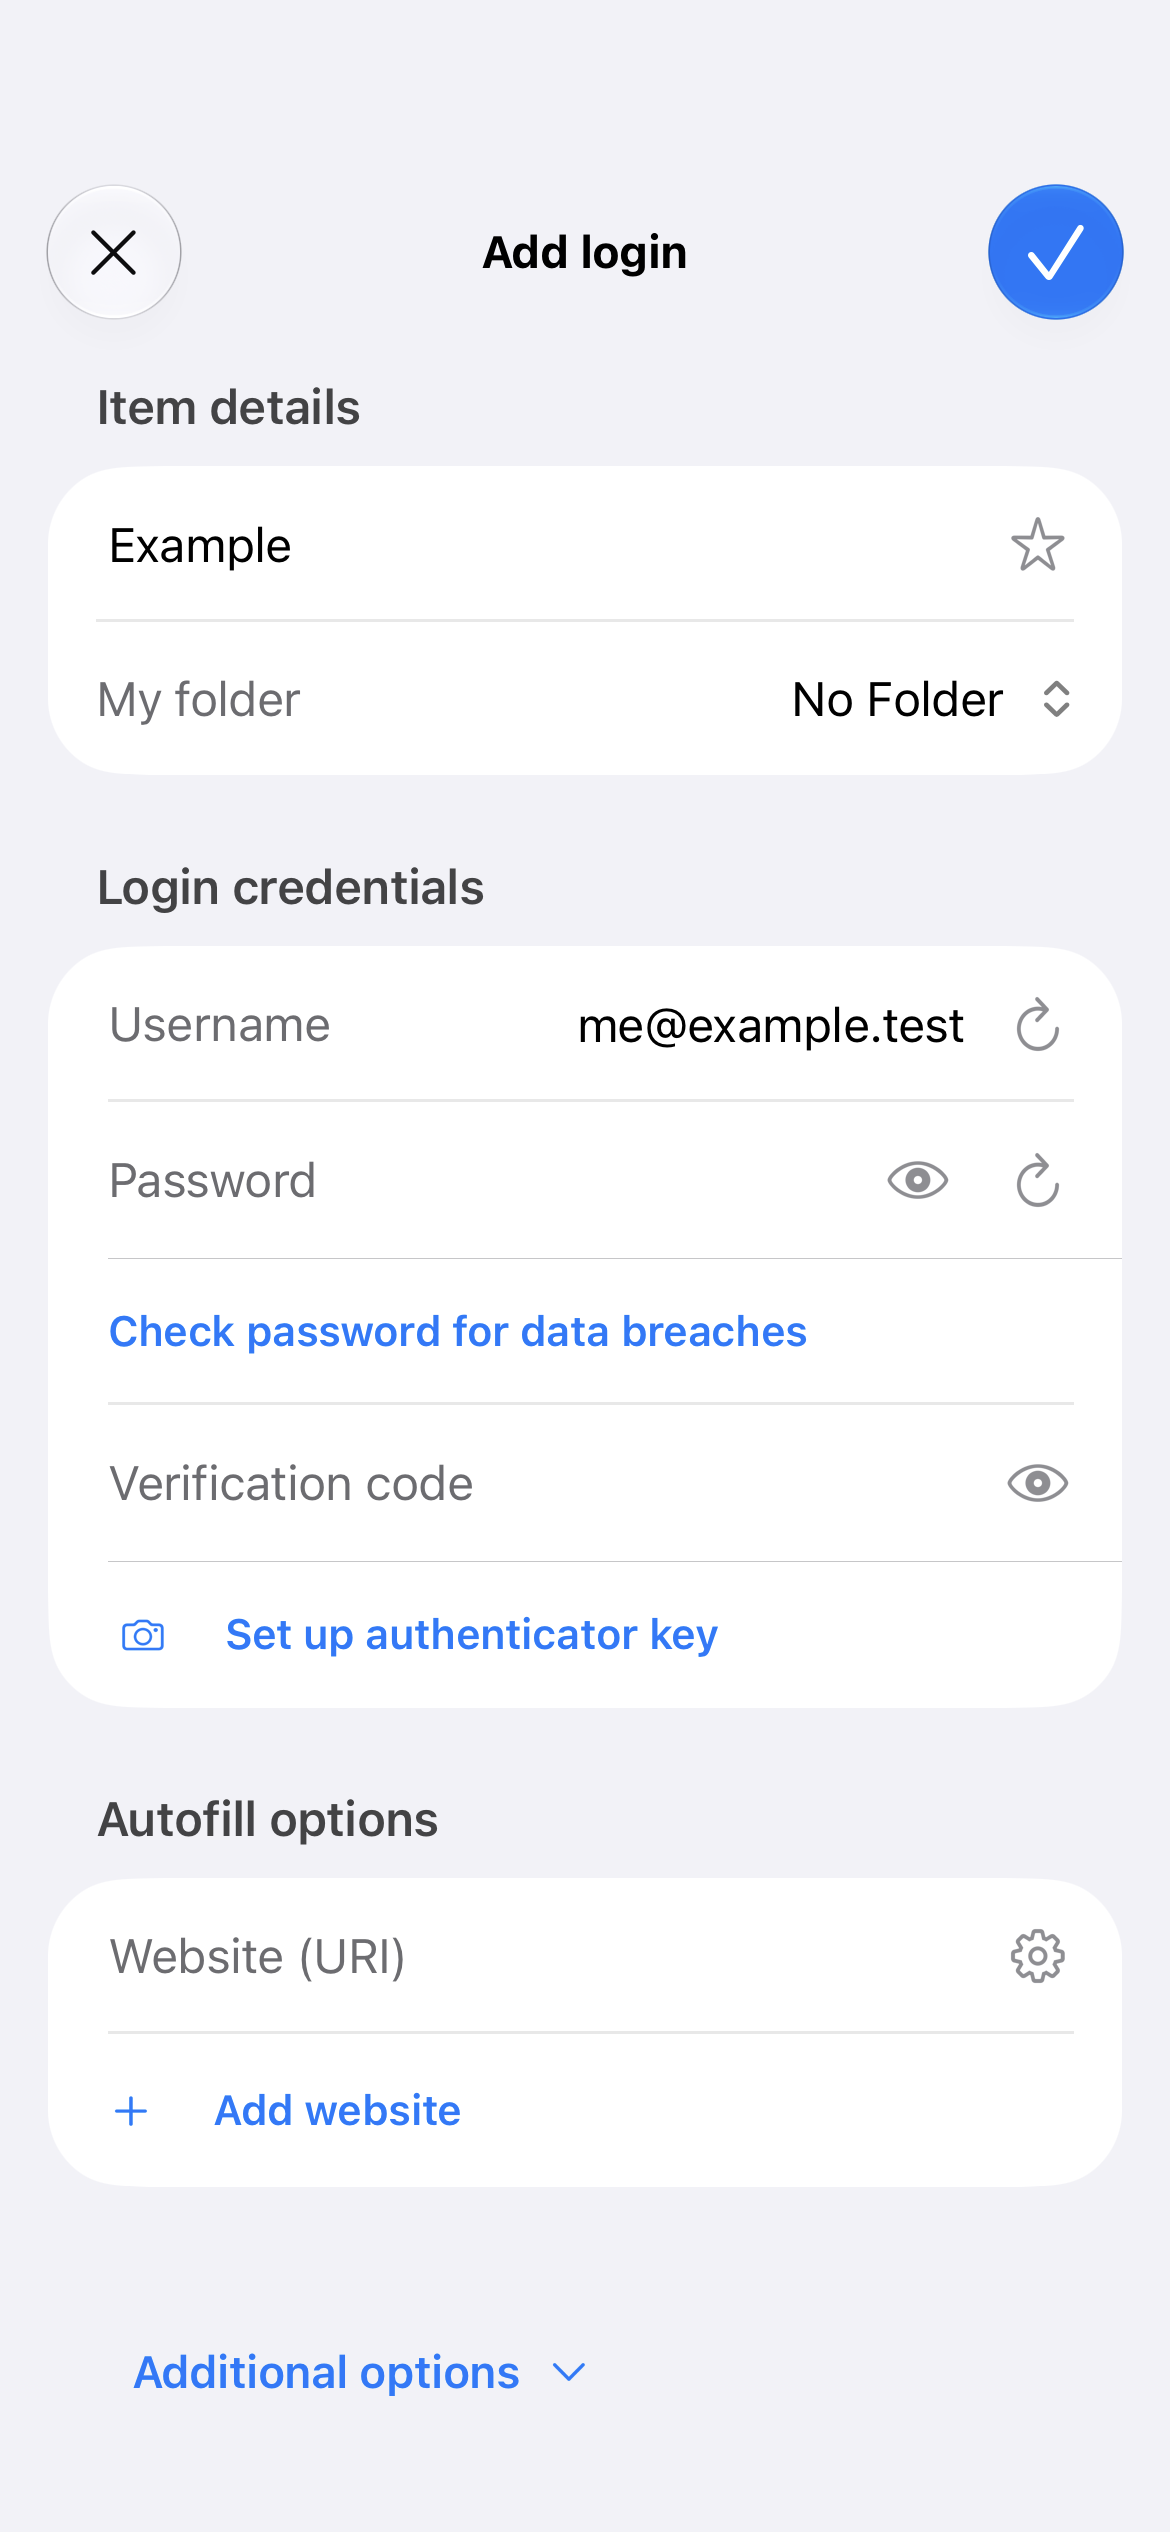 Add login
Item details
Example
My folder No Folder
Login credentials
Username me@example.test
Password
Check password for data breaches
Verification code
Set up authenticator key
Autofill options
Website (URI)
Add website
Additional options